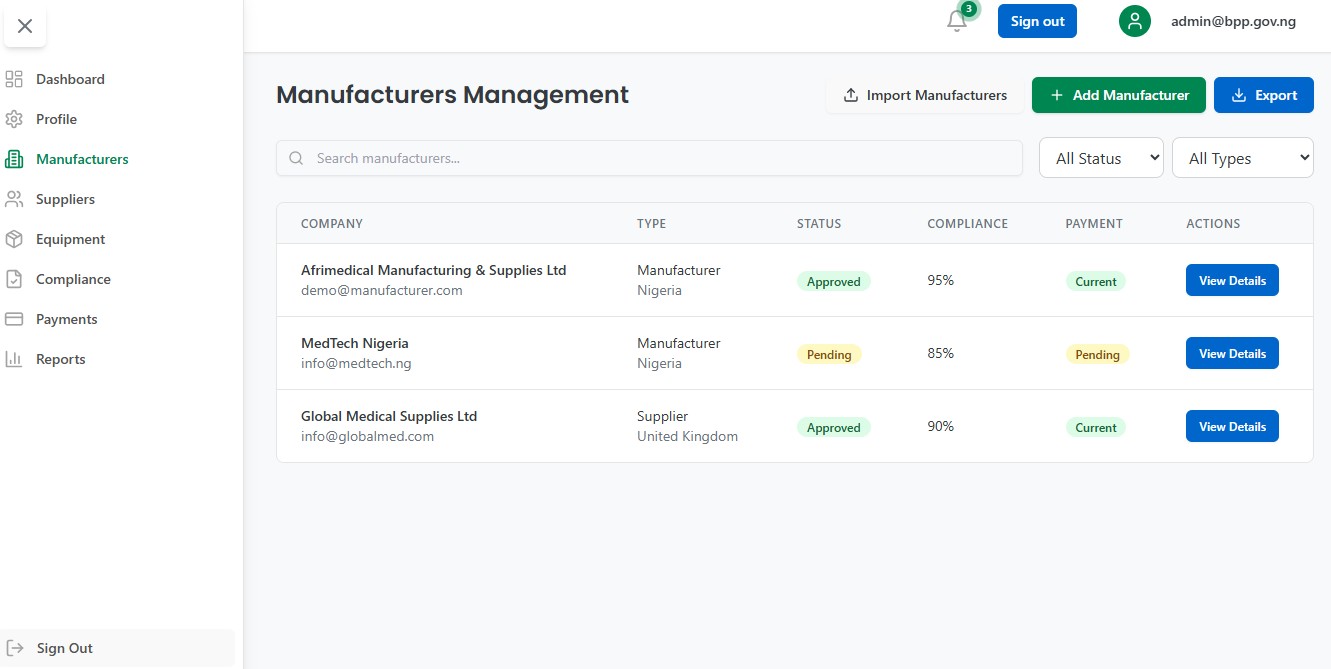 3
Sign out
admin@bpp.gov.ng
Dashboard
Profile
Manufacturers
Suppliers
Equipment
Compliance
Payments
Reports
Sign Out
Manufacturers Management
Import Manufacturers
Add Manufacturer
Export
Search manufacturers...
All Status
All Types
COMPANY TYPE STATUS COMPLIANCE PAYMENT ACTIONS
Afrimedical Manufacturing & Supplies Ltd
demo@manufacturer.com
Manufacturer
Nigeria
Approved
95%
Current
View Details
MedTech Nigeria
info@medtech.ng
Manufacturer
Nigeria
Pending
85%
Pending
View Details
Global Medical Supplies Ltd
info@globalmed.com
Supplier
United Kingdom
Approved
90%
Current
View Details